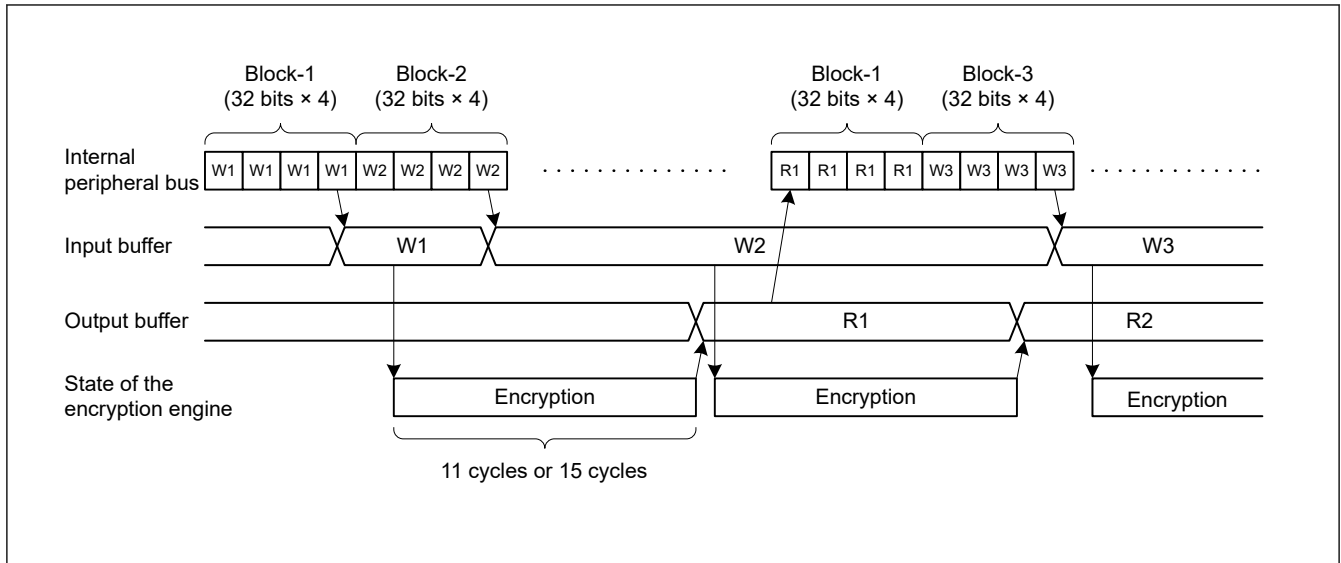 Block-1
(32 bits × 4)
Block-2
(32 bits × 4)
Block-1
(32 bits × 4)
Block-3
(32 bits × 4)
Internal
peripheral bus
W1 W1 W1 W1 W2 W2 W2 W2 . . . . . . . . . . . . . . R1 R1 R1 R1 W3 W3 W3 W3 . . . . . . . . . . . . .
Input buffer
W1 W2 W3
Output buffer
R1 R2
State of the
encryption engine
Encryption Encryption Encryption
11 cycles or 15 cycles